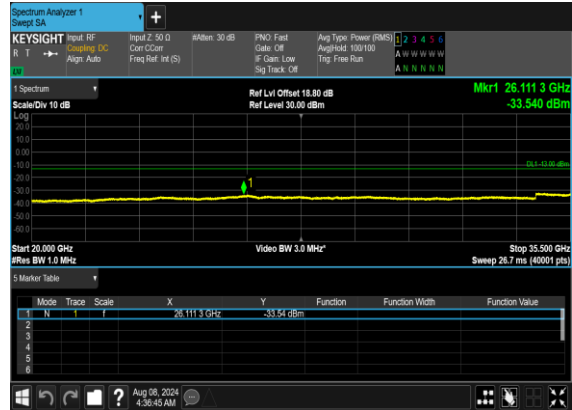 Spectrum Analyzer 1
Swept SA
+
KEYSIGHT Input: RF Input Z: 50 Ω #Atten: 30 dB PNO: Fast Avg Type: Power (RMS) 1 2 3 4 5 6
R T Coupling: DC Corr CCorr Gate: Off Avg|Hold: 100/100 A W W W W W
Align: Auto Freq Ref: Int (S) IF Gain: Low Trig: Free Run
Sig Track: Off A N N N N N
1 Spectrum
Ref Lvl Offset 18.80 dB Mkr1 26.111 3 GHz
Scale/Div 10 dB Ref Level 30.00 dBm -33.540 dBm
Log
20.0
10.0
0.00
-10.0
DL1 -13.00 dBm
-20.0
1
-30.0
-40.0
-50.0
-60.0
Start 20.000 GHz Video BW 3.0 MHz* Stop 35.500 GHz
#Res BW 1.0 MHz Sweep 26.7 ms (40001 pts)
5 Marker Table
Mode Trace Scale X Y Function Function Width Function Value
1 N 1 f 26.111 3 GHz -33.54 dBm
2
3
4
5
6
? Aug 08, 2024
4:36:45 AM